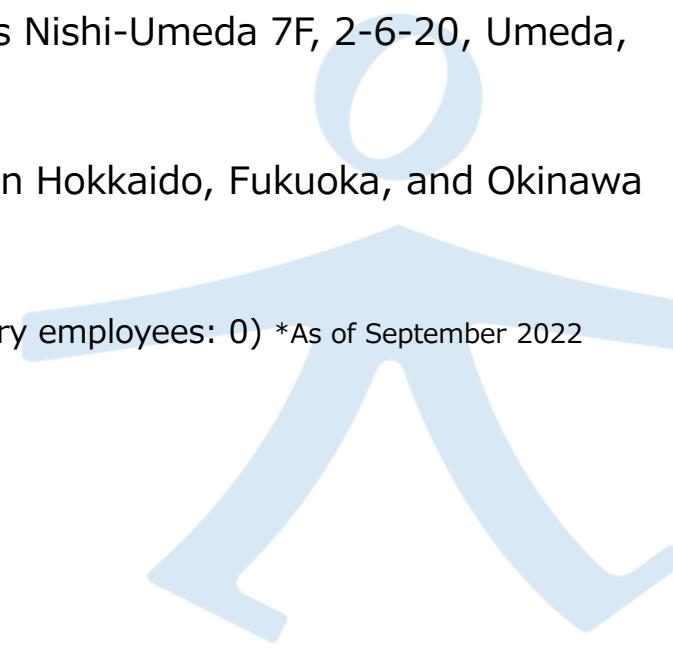 s Nishi-Umeda 7F, 2-6-20, Umeda,
n Hokkaido, Fukuoka, and Okinawa
ry employees: 0) *As of September 2022